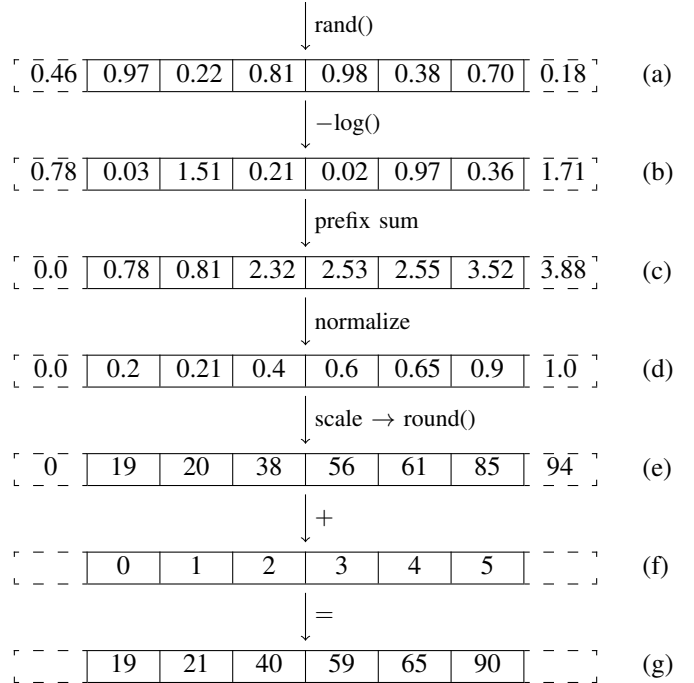 rand()
0.46 0.97 0.22 0.81 0.98 0.38 0.70 0.18 (a)
−log()
0.78 0.03 1.51 0.21 0.02 0.97 0.36 1.71 (b)
prefix sum
0.0 0.78 0.81 2.32 2.53 2.55 3.52 3.88 (c)
normalize
0.0 0.2 0.21 0.4 0.6 0.65 0.9 1.0 (d)
scale → round()
0 19 20 38 56 61 85 94 (e)
+
0 1 2 3 4 5 (f)
=
19 21 40 59 65 90 (g)